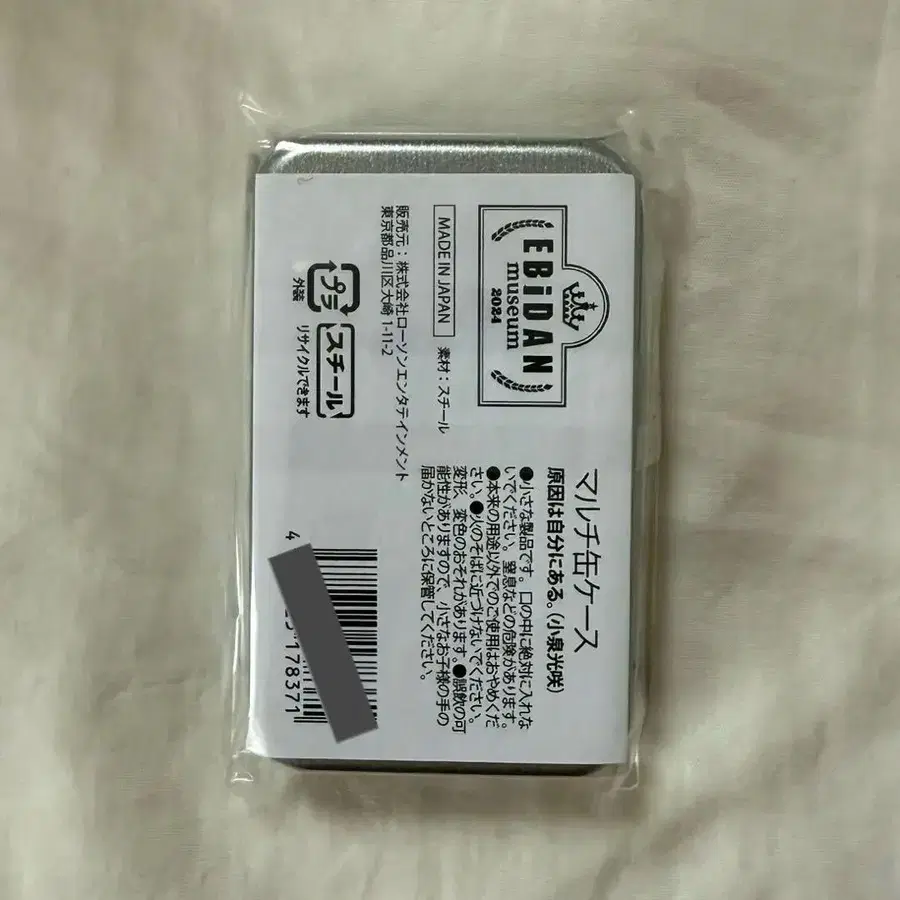 EBiDAN
museum
2024
マルチ缶ケース
原因は自分にある。(小泉光咲)
●小さな製品です。口の中に絶対に入れな
いでください。窒息などの危険があります。
●本来の用途以外でのご使用はおやめくだ
さい。●火のそばに近づけないでください。
変形、変色のおそれがあります。●誤飲の可
能性がありますので、小さなお子様の手の
届かないところに保管してください。
MADE IN JAPAN 素材：スチール
販売元：株式会社ローソンエンタテインメント
東京都品川区大崎 1-11-2
プラ
外装
スチール
リサイクルできます
4
178371